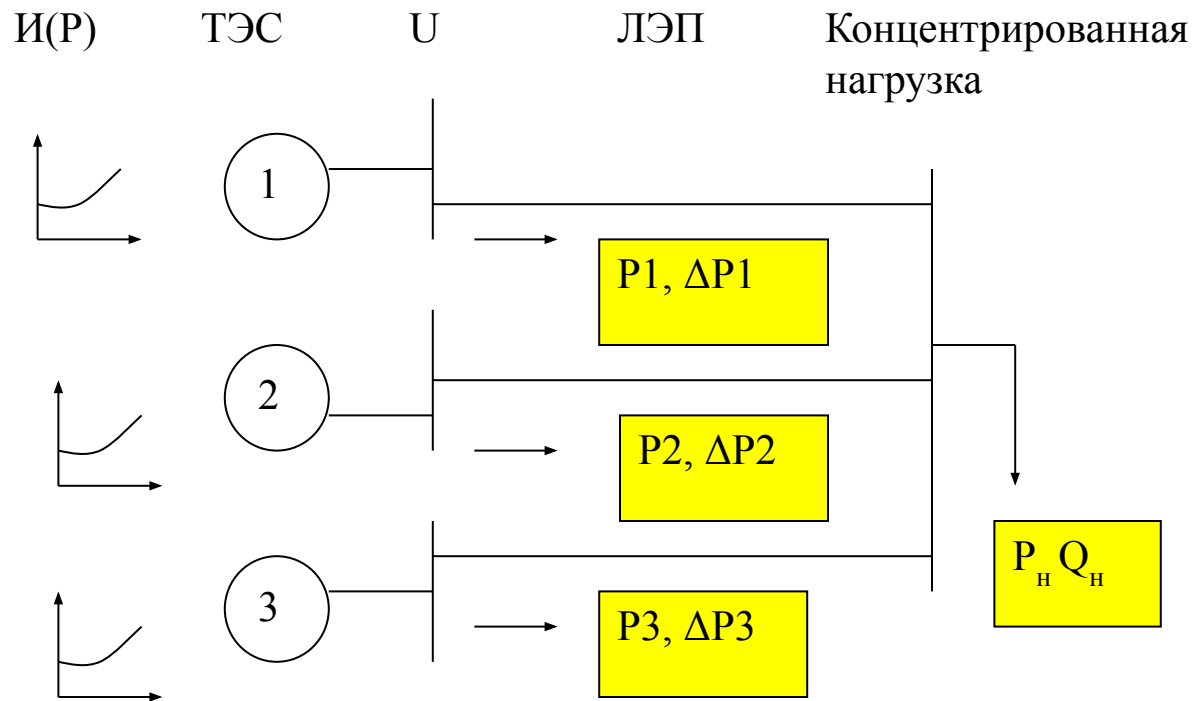 И(Р) ТЭС U ЛЭП Концентрированная
нагрузка
1
P1, ΔP1
2
P2, ΔP2
3
P3, ΔP3
Pн Qн